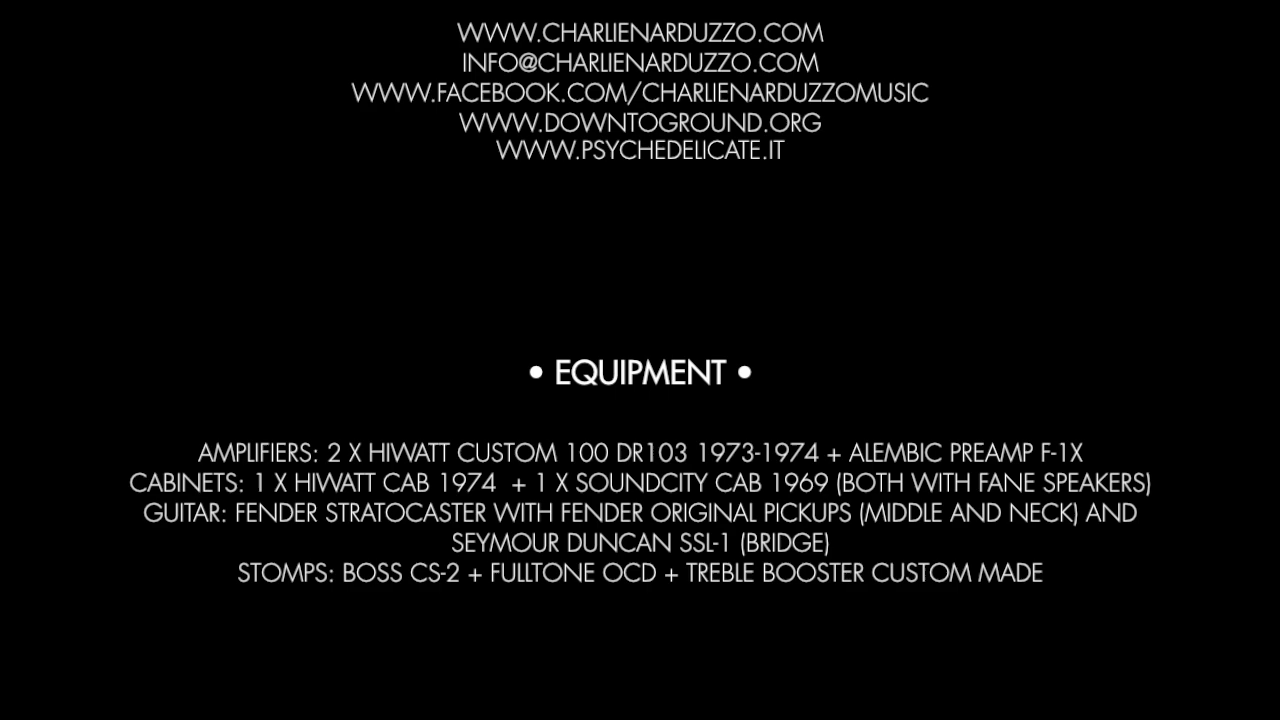 WWW.CHARLIENARDUZZO.COM
INFO@CHARLIENARDUZZO.COM
WWW.FACEBOOK.COM/CHARLIENARDUZZOMUSIC
WWW.DOWNTOGROUND.ORG
WWW.PSYCHEDELICATE.IT
• EQUIPMENT •
AMPLIFIERS: 2 X HIWATT CUSTOM 100 DR103 1973-1974 + ALEMBIC PREAMP F-1X
CABINETS: 1 X HIWATT CAB 1974 + 1 X SOUNDCITY CAB 1969 (BOTH WITH FANE SPEAKERS)
GUITAR: FENDER STRATOCASTER WITH FENDER ORIGINAL PICKUPS (MIDDLE AND NECK) AND
SEYMOUR DUNCAN SSL-1 (BRIDGE)
STOMPS: BOSS CS-2 + FULLTONE OCD + TREBLE BOOSTER CUSTOM MADE